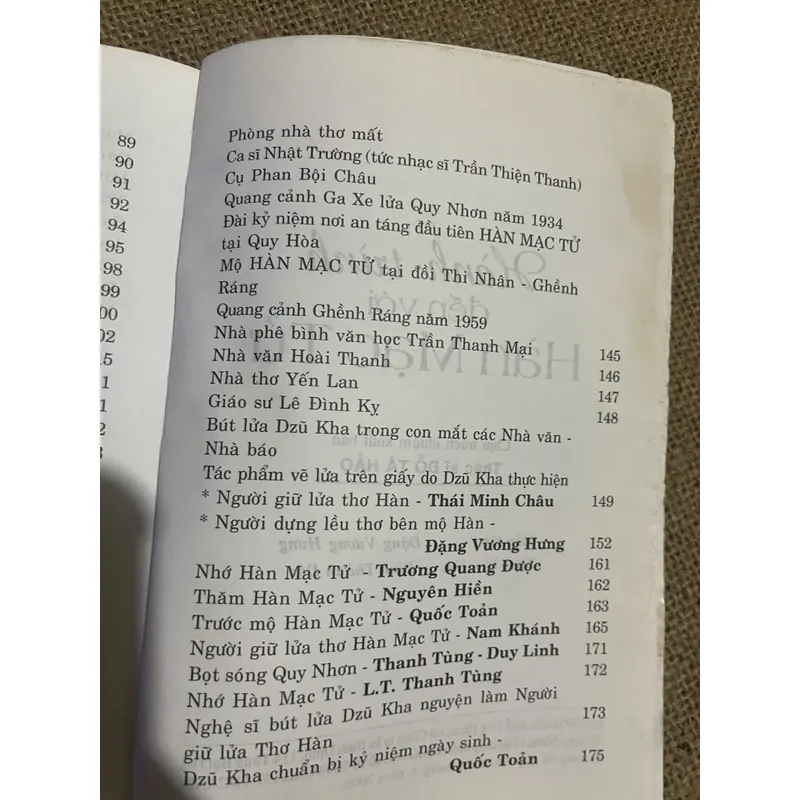 89
90
91
92
94
95
98
99
00
02
15
1
1
2
3
Phòng nhà thơ mất
Ca sĩ Nhật Trường (tức nhạc sĩ Trần Thiện Thanh)
Cụ Phan Bội Châu
Quang cảnh Ga Xe lửa Quy Nhơn năm 1934
Đài kỷ niệm nơi an táng đầu tiên HÀN MẠC TỬ
tại Quy Hòa
Mộ HÀN MẠC TỬ tại đồi Thi Nhân - Ghềnh
Ráng
Quang cảnh Ghềnh Ráng năm 1959
Nhà phê bình văn học Trần Thanh Mại 145
Nhà văn Hoài Thanh 146
Nhà thơ Yến Lan 147
Giáo sư Lê Đình Kỵ 148
Bút lửa Dzũ Kha trong con mắt các Nhà văn -
Nhà báo
Tác phẩm vẽ lửa trên giấy do Dzũ Kha thực hiện
* Người giữ lửa thơ Hàn - Thái Minh Châu 149
* Người dựng lều thơ bên mộ Hàn -
Đặng Vương Hưng 152
Nhớ Hàn Mạc Tử - Trương Quang Được 161
Thăm Hàn Mạc Tử - Nguyên Hiền 162
Trước mộ Hàn Mạc Tử - Quốc Toản 163
Người giữ lửa thơ Hàn Mạc Tử - Nam Khánh 165
Bọt sóng Quy Nhơn - Thanh Tùng - Duy Linh 171
Nhớ Hàn Mạc Tử - L.T. Thanh Tùng 172
Nghệ sĩ bút lửa Dzũ Kha nguyện làm Người
giữ lửa Thơ Hàn 173
Dzũ Kha chuẩn bị kỷ niệm ngày sinh -
Quốc Toản 175